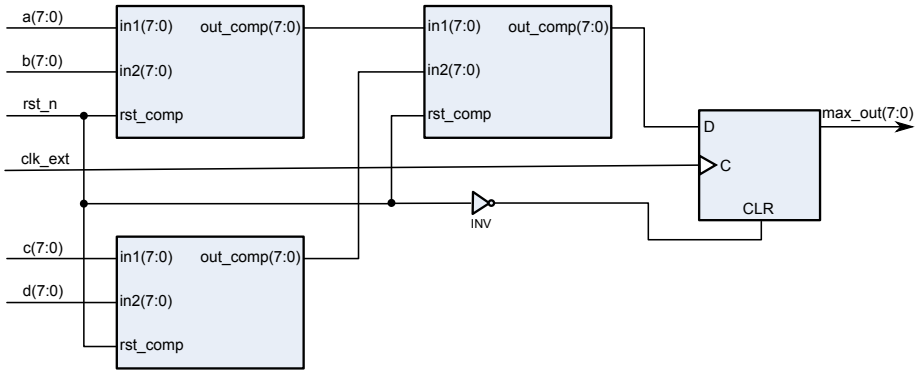 a(7:0)
in1(7:0) out_comp(7:0)
b(7:0)
in2(7:0)
rst_n
rst_comp
in1(7:0) out_comp(7:0)
in2(7:0)
rst_comp
clk_ext
D
max_out(7:0)
C
CLR
INV
c(7:0)
in1(7:0) out_comp(7:0)
d(7:0)
in2(7:0)
rst_comp